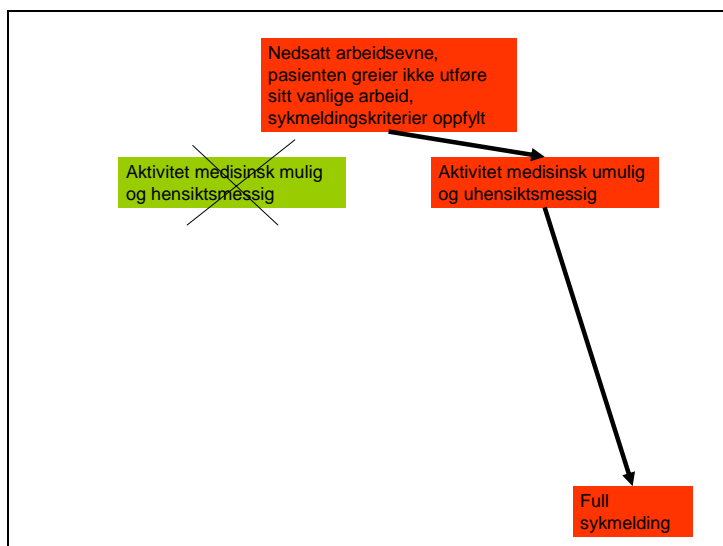 Nedsatt arbeidsevne,
pasienten greier ikke utføre
sitt vanlige arbeid,
sykmeldingskriterier oppfylt
Aktivitet medisinsk mulig
og hensiktsmessig
Aktivitet medisinsk umulig
og uhensiktsmessig
Full
sykmelding